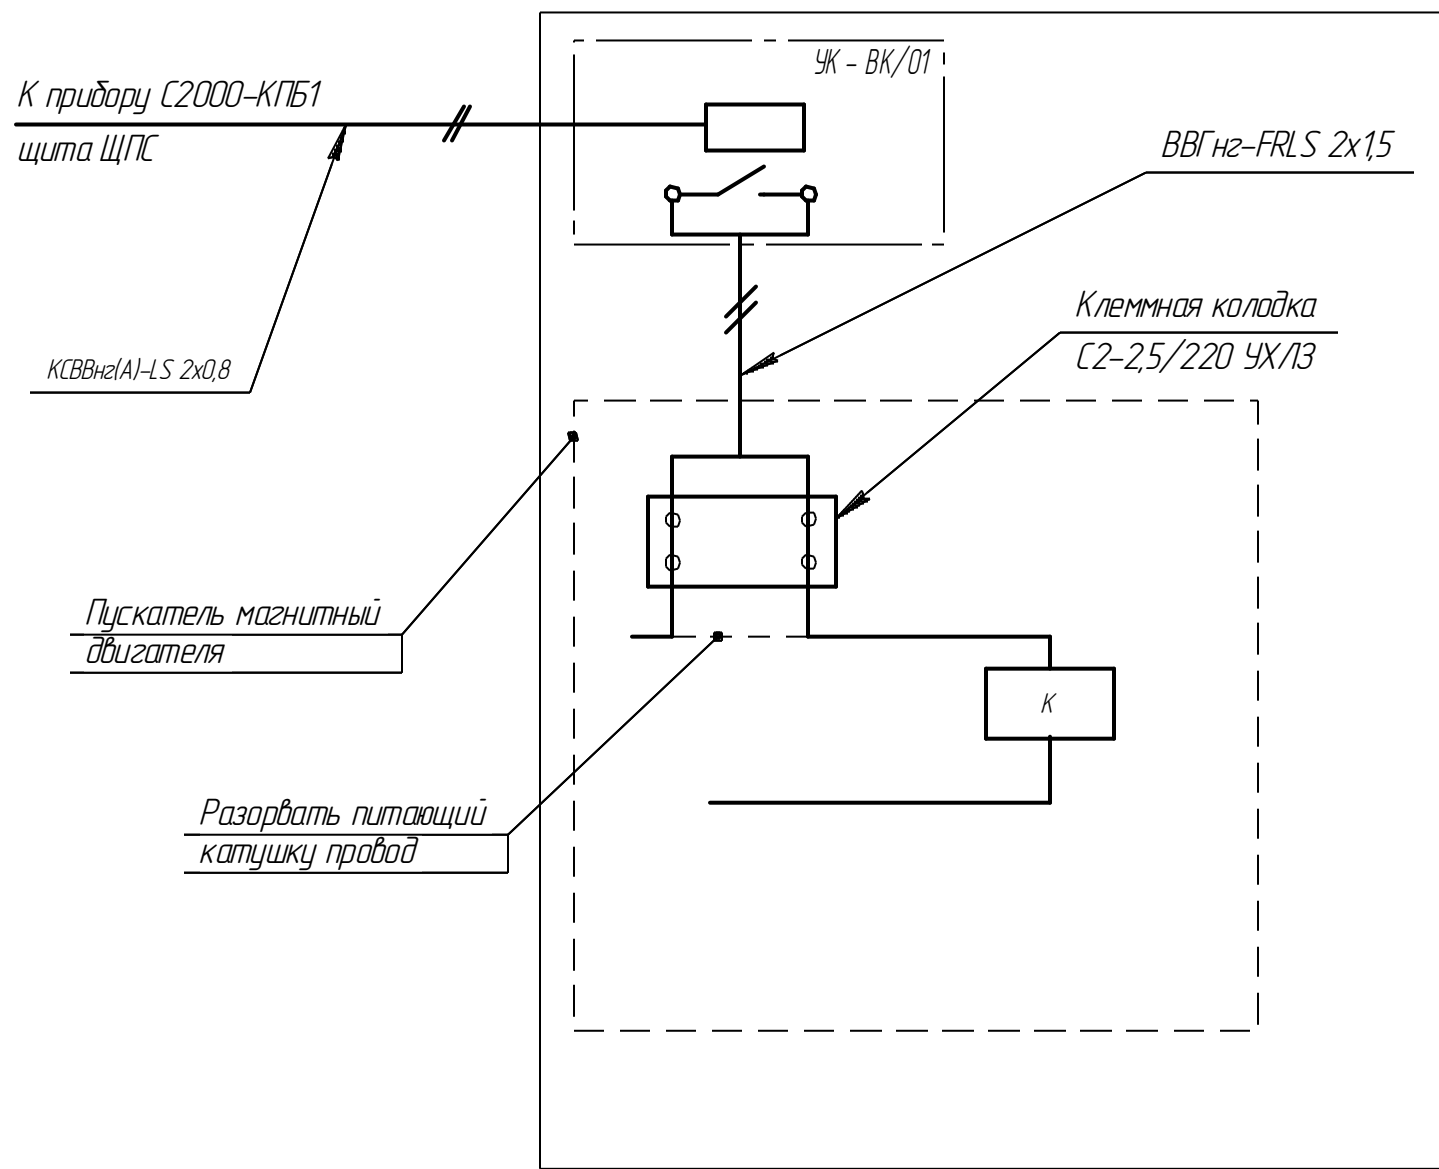 УК - ВК/01
К прибору С2000-КПБ1
щита ЩПС
ВВГнг-FRLS 2х1,5
Клеммная колодка
С2-2,5/220 УХЛ3
КСВВнг(А)-LS 2х0,8
Пускатель магнитный
двигателя
К
Разорвать питающий
катушку провод